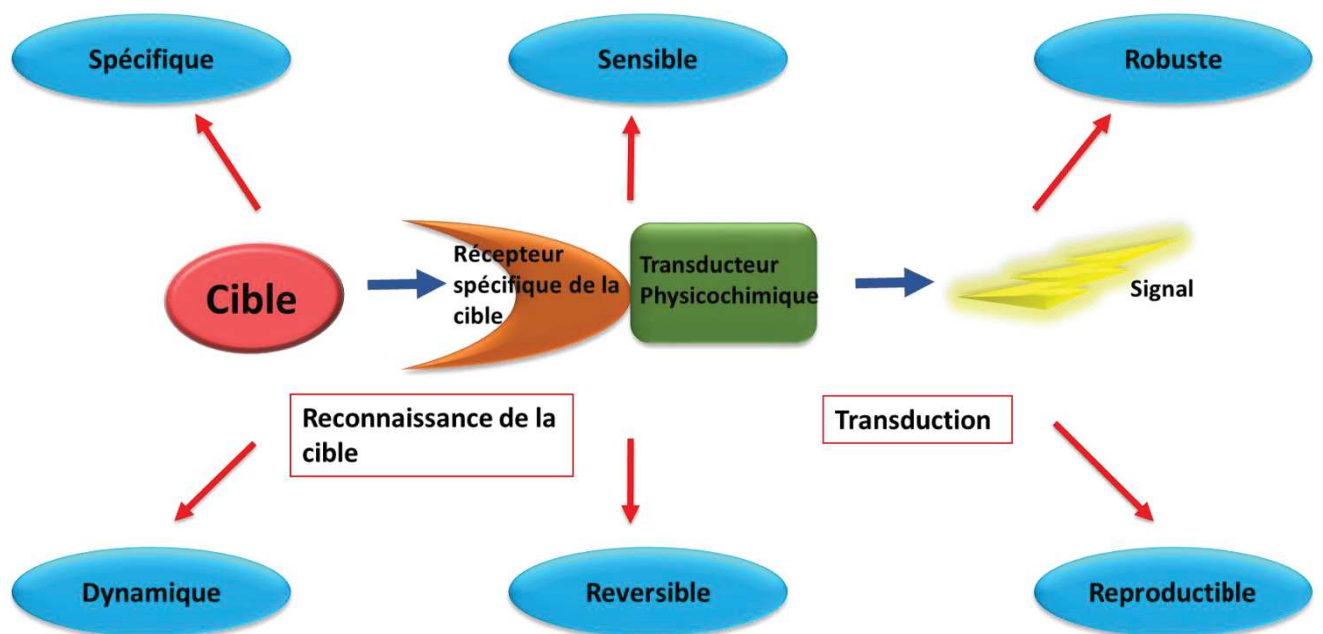 Spécifique
Sensible
Robuste
Cible
Récepteur
spécifique de la
cible
Transducteur
Physicochimique
Signal
Reconnaissance de la
cible
Transduction
Dynamique
Reversible
Reproductible